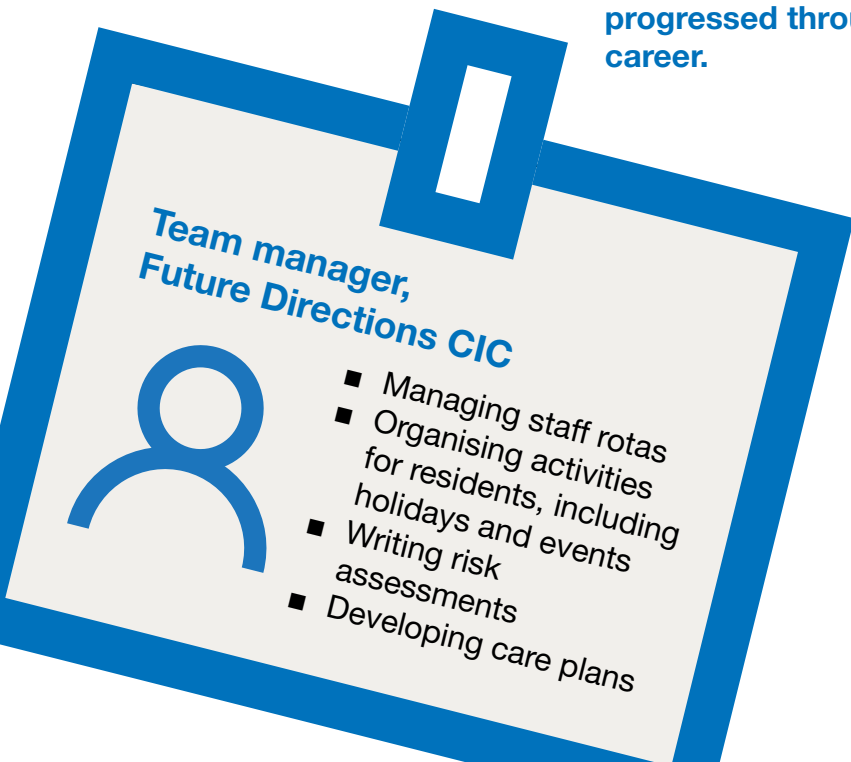 progressed
career.
Team manager,
Future Directions CIC
■ Managing staff rotas
■ Organising activities
for residents, including
holidays and events
■ Writing risk
assessments
■ Developing care plans